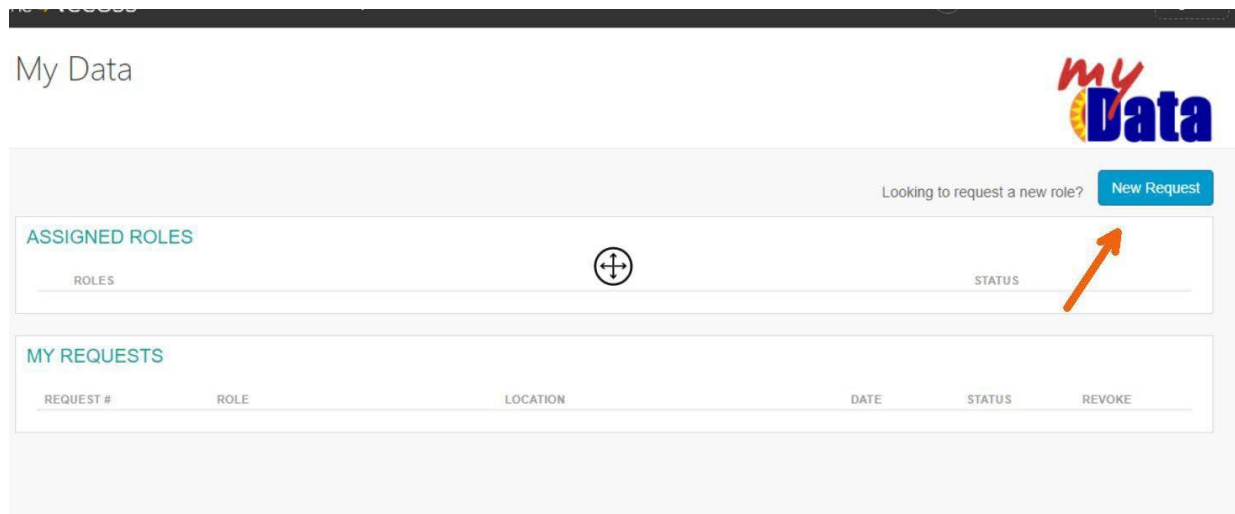 My Data
my
Data
Looking to request a new role? New Request
ASSIGNED ROLES
ROLES STATUS
MY REQUESTS
REQUEST # ROLE LOCATION DATE STATUS REVOKE